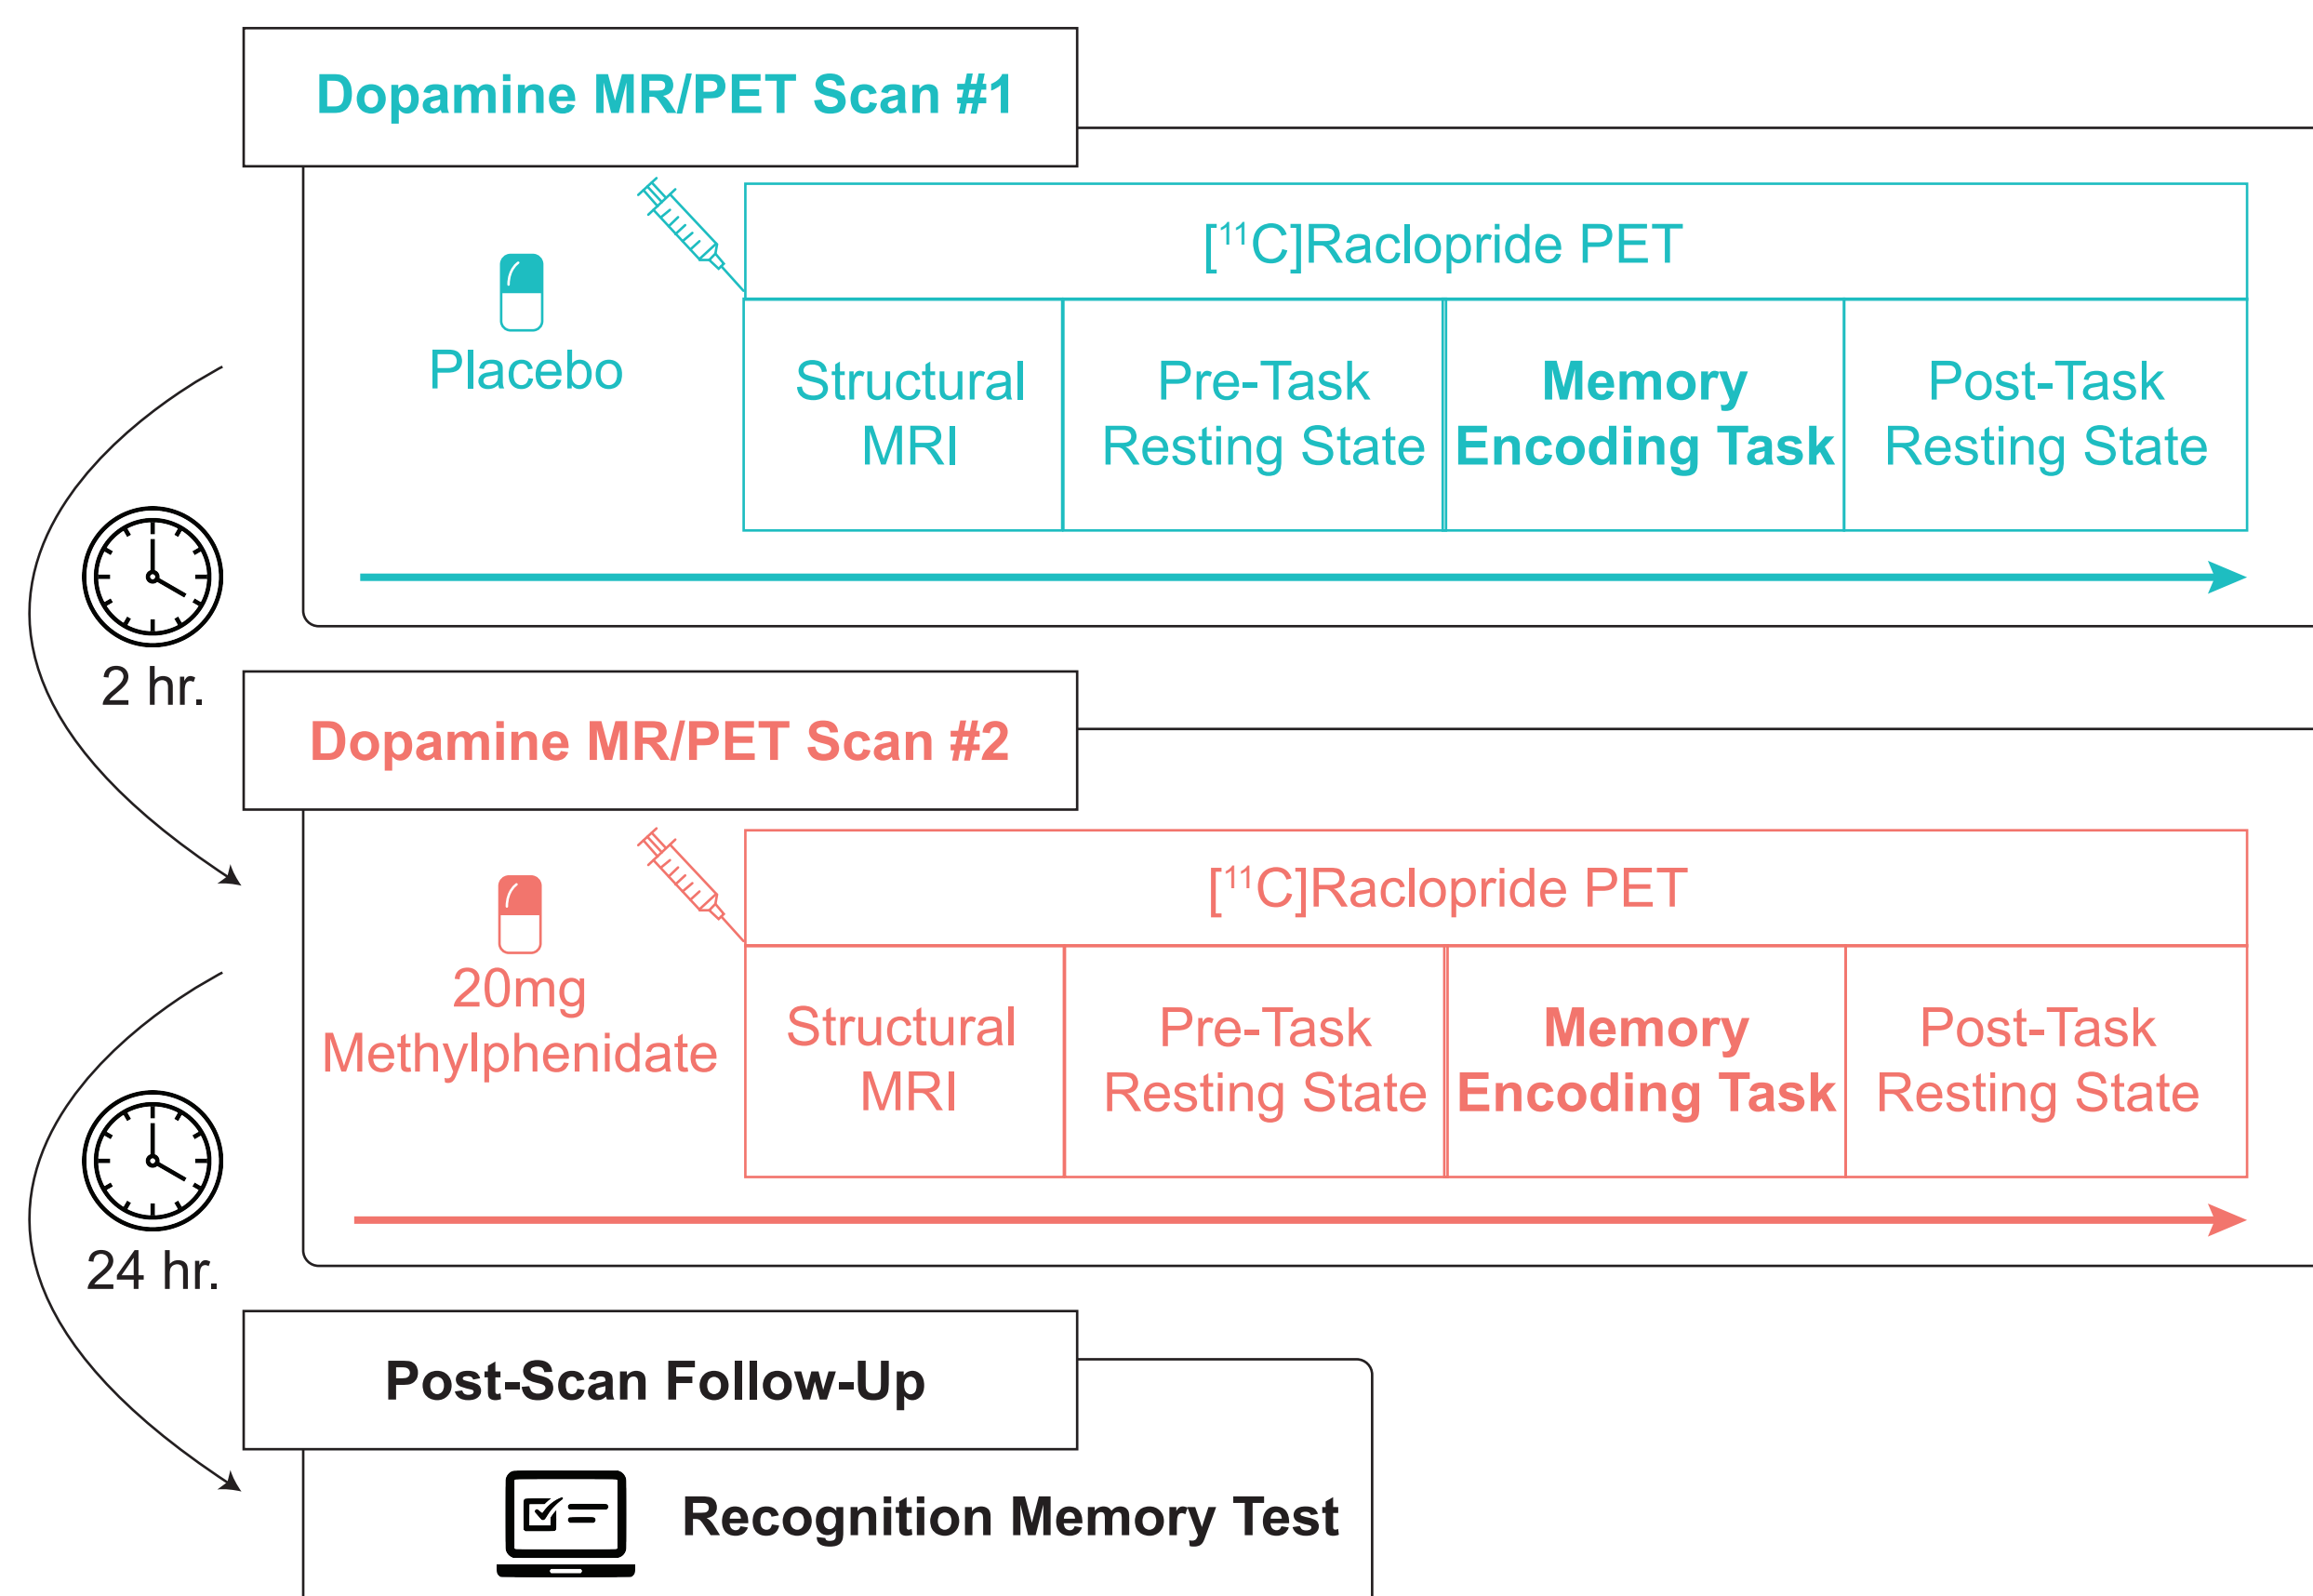 Dopamine MR/PET Scan #1
[¹¹C]Raclopride PET
Placebo
Strutural
MRI
Pre-Task
Resting State
Memory
Encoding Task
Post-Task
Resting State
2 hr.
Dopamine MR/PET Scan #2
[¹¹C]Raclopride PET
20mg
Methylphenidate
Structural
MRI
Pre-Task
Resting State
Memory
Encoding Task
Post-Task
Resting State
24 hr.
Post-Scan Follow-Up
Recognition Memory Test